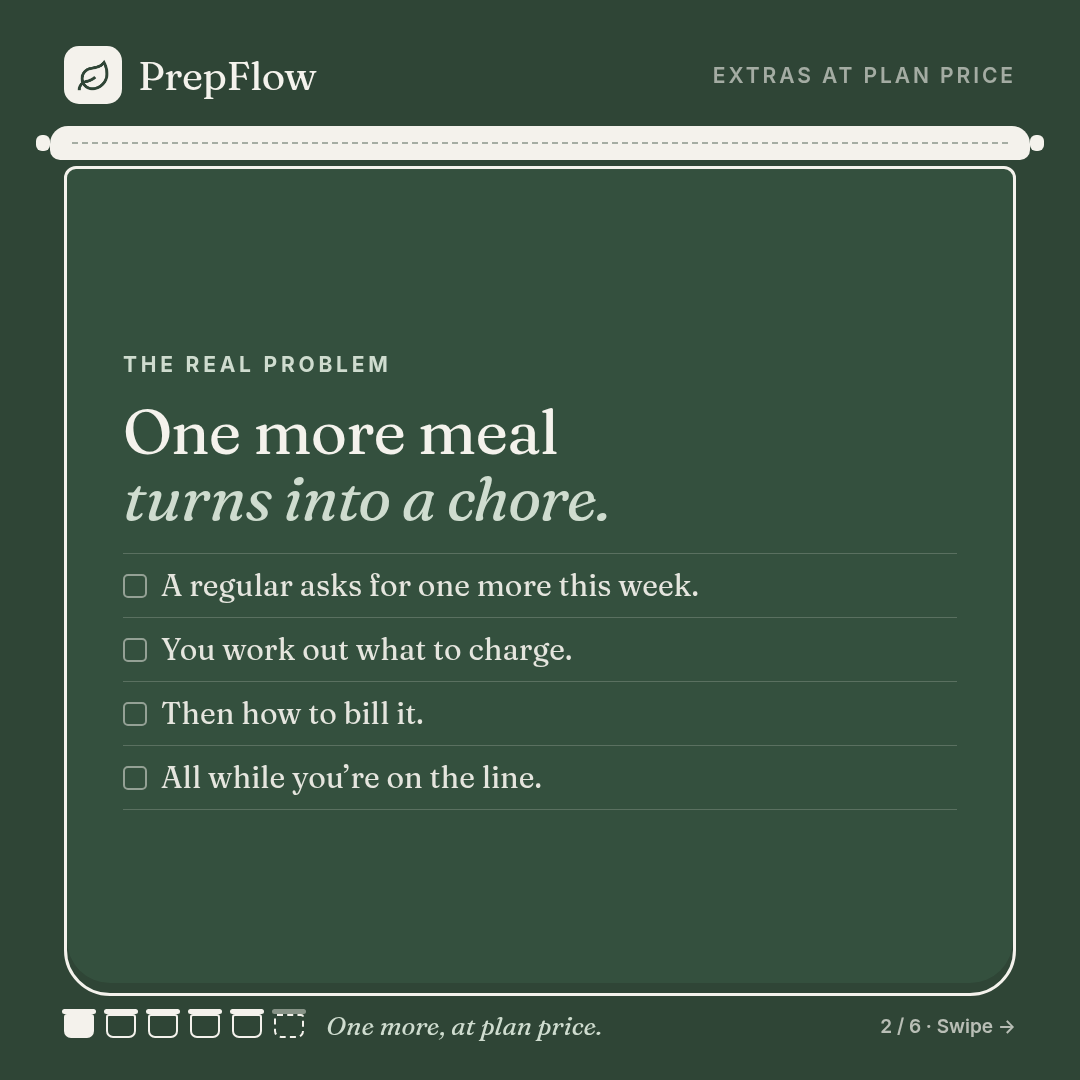 PrepFlow
EXTRAS AT PLAN PRICE
THE REAL PROBLEM
One more meal
turns into a chore.
A regular asks for one more this week.
You work out what to charge.
Then how to bill it.
All while you’re on the line.
One more, at plan price.
2 / 6 · Swipe →